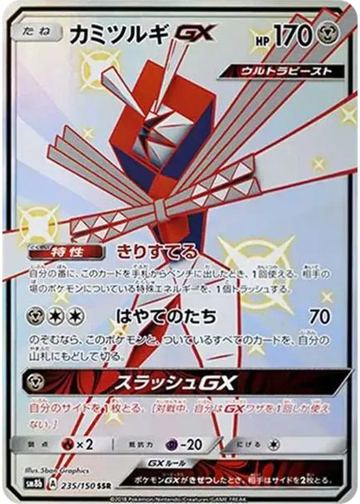 たね
カミツルギGX
HP 170
ウルトラビースト
特性 きりすてる
自分の番に、このカードを手札からベンチに出したとき、1回使える。相手の
場のポケモンについている特殊エネルギーを、1個トラッシュする。
はやてのたち 70
のぞむなら、このポケモンと、ついているすべてのカードを、自分の
山札にもどして切る。
スラッシュGX
自分のサイドを1枚とる。[対戦中、自分はGXワザを1回しか使えない。]
弱点 ×2 抵抗力 -20 にげる
GXルール
Illus. 5ban Graphics
sm8b A 235/150 SSR
ポケモンGXがきぜつしたとき、相手はサイドを2枚とる。
©2018 Pokémon/Nintendo/Creatures/GAME FREAK